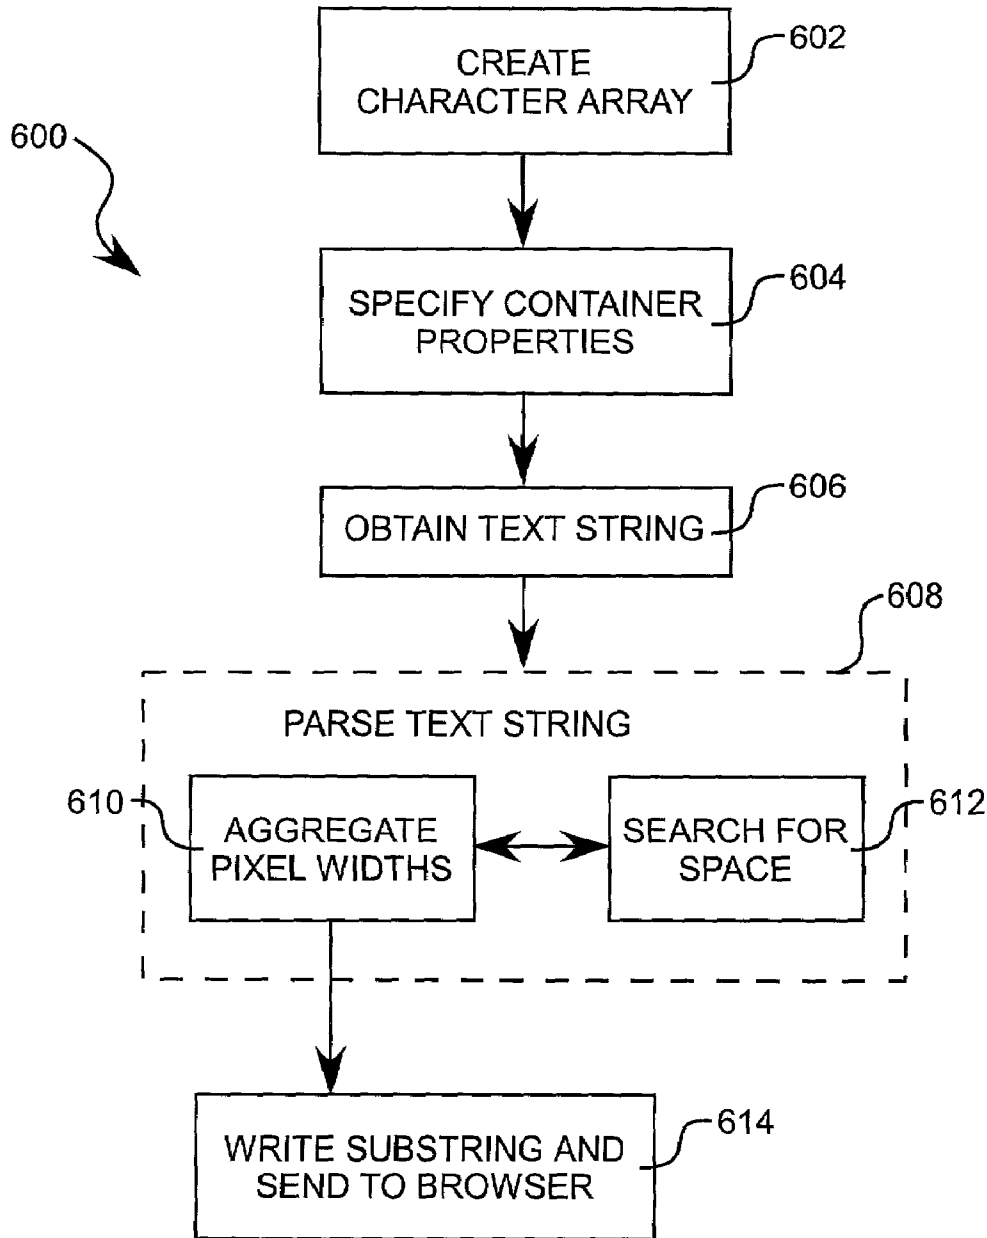 CREATE
CHARACTER ARRAY
602
600
SPECIFY CONTAINER
PROPERTIES
604
OBTAIN TEXT STRING
606
608
PARSE TEXT STRING
610
AGGREGATE
PIXEL WIDTHS
SEARCH FOR
SPACE
612
WRITE SUBSTRING AND
SEND TO BROWSER
614